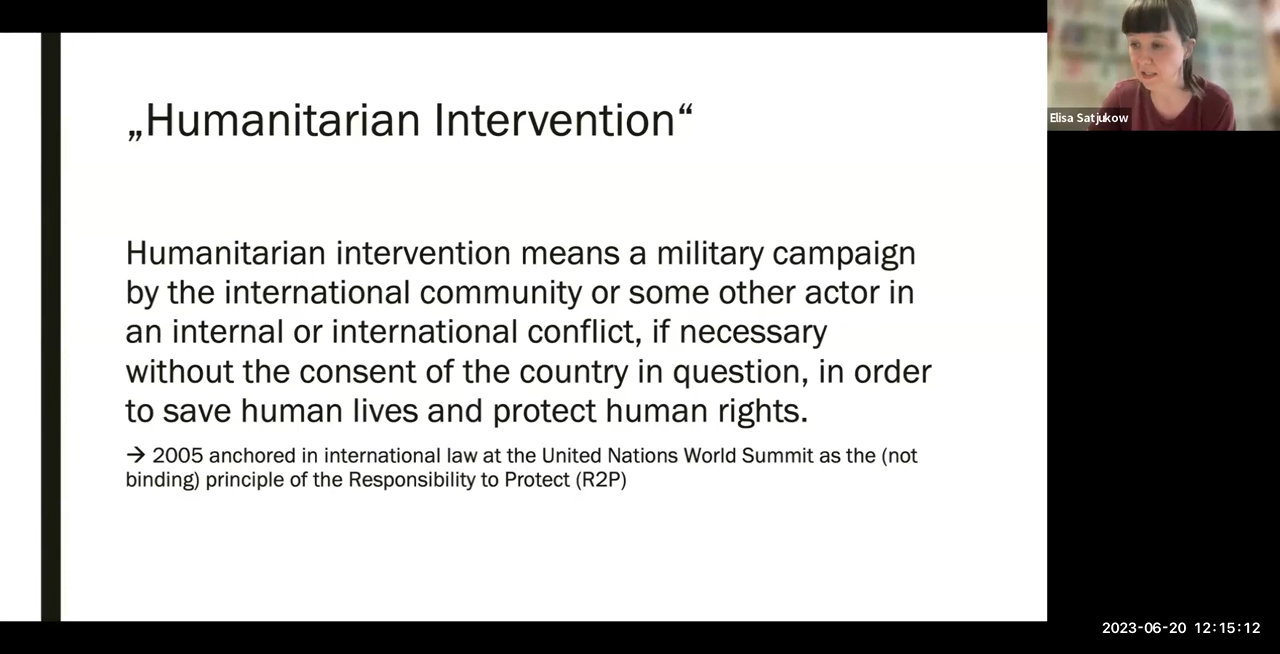 „Humanitarian Intervention“
Elisa Satjukow
Humanitarian intervention means a military campaign
by the international community or some other actor in
an internal or international conflict, if necessary
without the consent of the country in question, in order
to save human lives and protect human rights.
→ 2005 anchored in international law at the United Nations World Summit as the (not
binding) principle of the Responsibility to Protect (R2P)
2023-06-20 12:15:12